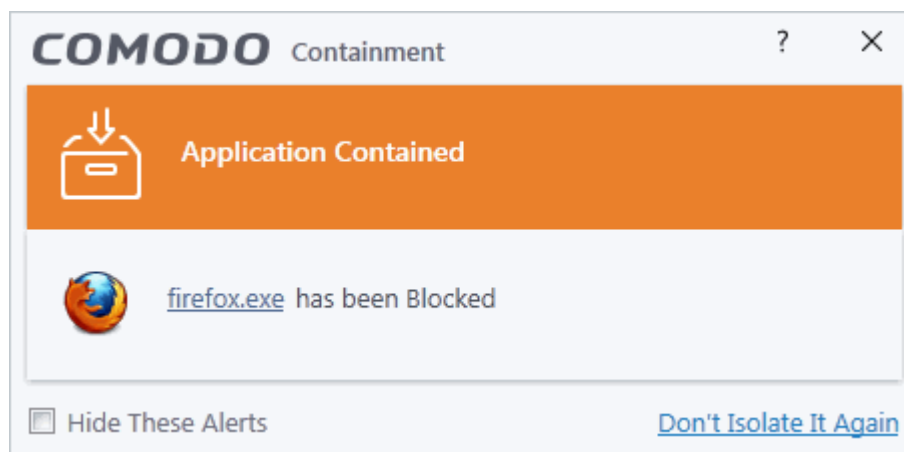 COMODO Containment ? X
Application Contained
firefox.exe has been Blocked
Hide These Alerts Don't Isolate It Again